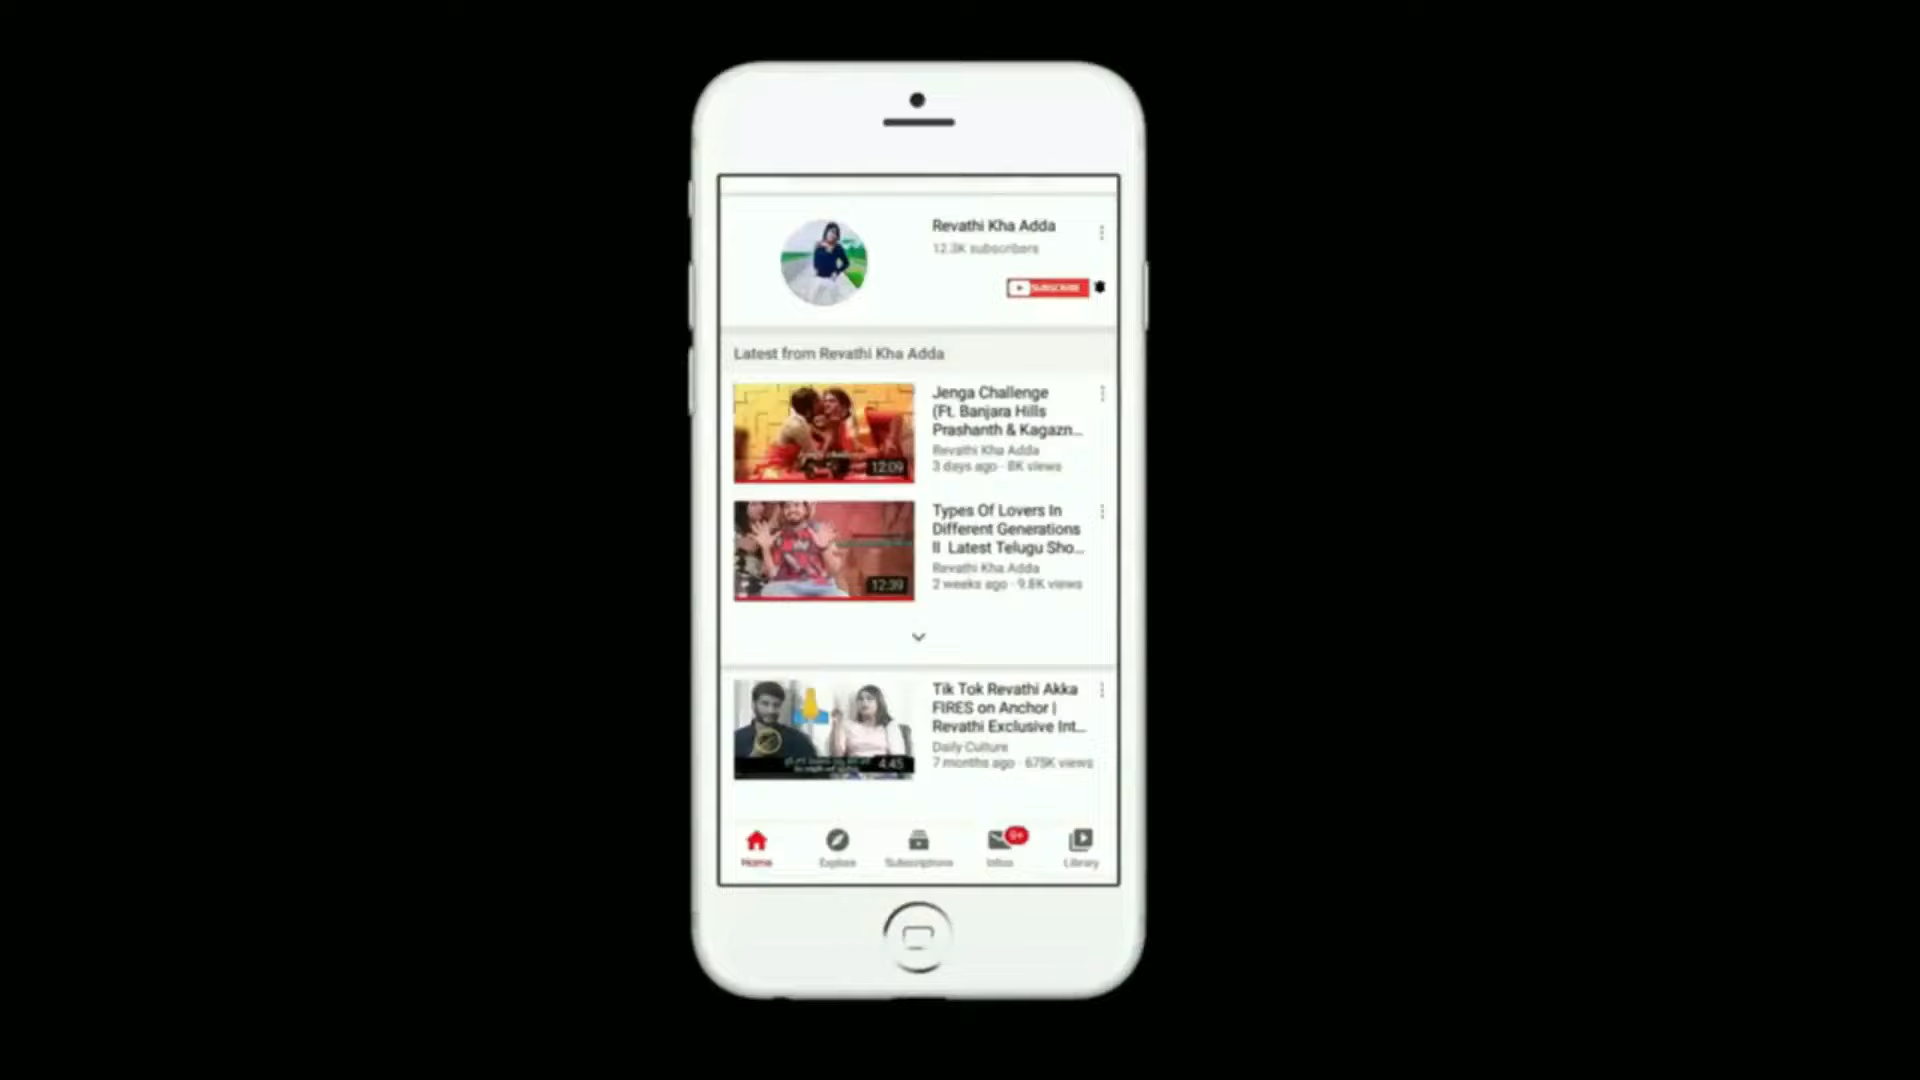 Revathi Kha Adda
12.3K subscribers
SUBSCRIBE
Latest from Revathi Kha Adda
Jenga Challenge
(Ft. Banjara Hills
Prashanth & Kagazn...
Revathi Kha Adda
3 days ago · 8K views
12:09
Types Of Lovers In
Different Generations
II Latest Telugu Sho...
Revathi Kha Adda
2 weeks ago · 9.8K views
12:39
Tik Tok Revathi Akka
FIRES on Anchor |
Revathi Exclusive Int...
Daily Culture
7 months ago · 675K views
4:45
9+
Home Explore Subscriptions Inbox Library